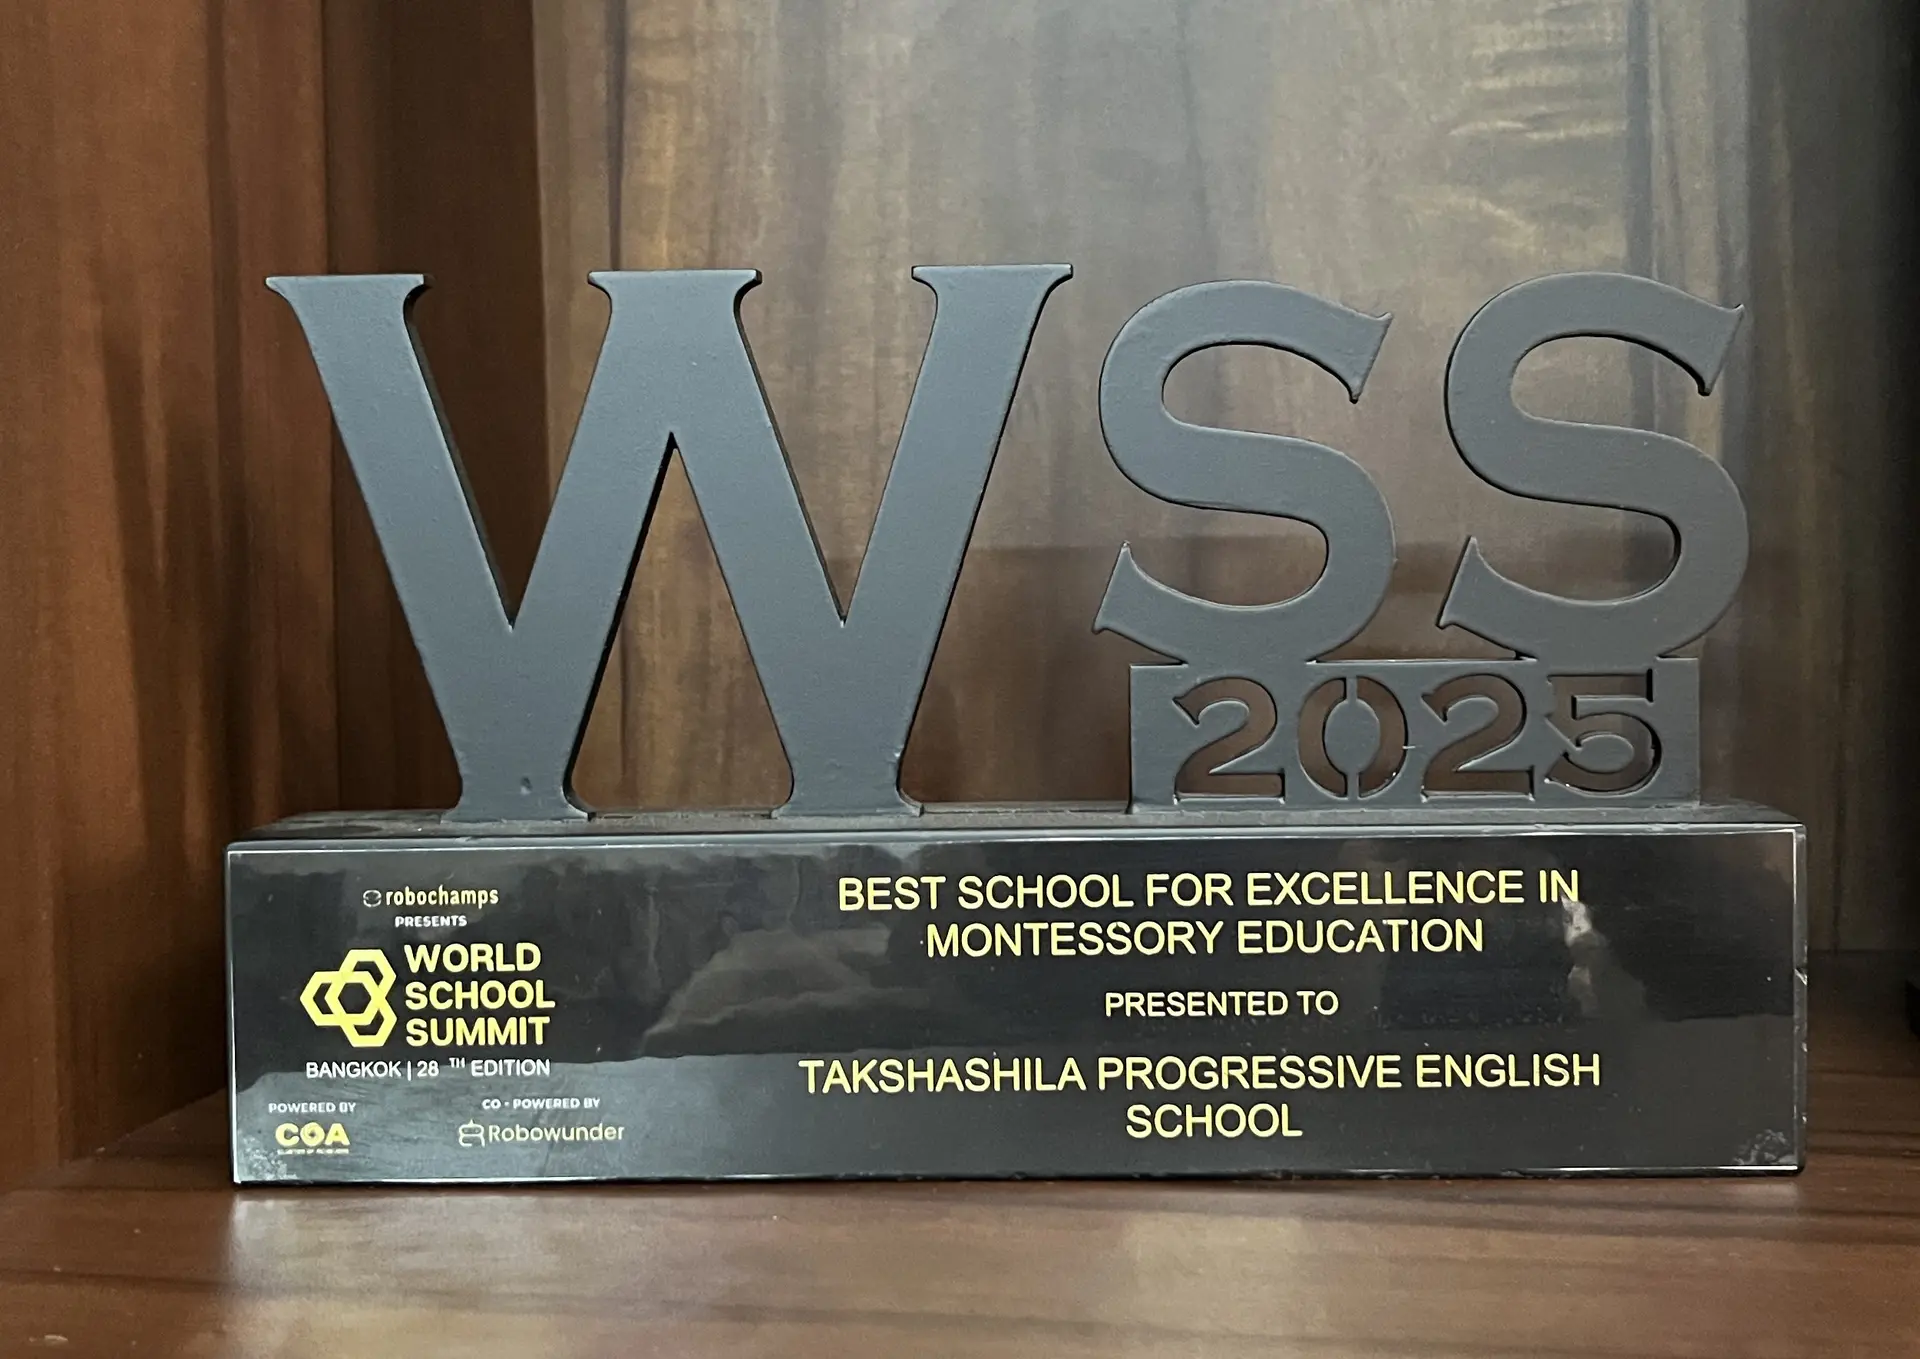 WSS
2025
robochamps
PRESENTS
WORLD
SCHOOL
SUMMIT
BANGKOK | 28 TH EDITION
POWERED BY
COA
CO - POWERED BY
Robowunder
BEST SCHOOL FOR EXCELLENCE IN
MONTESSORY EDUCATION
PRESENTED TO
TAKSHASHILA PROGRESSIVE ENGLISH
SCHOOL